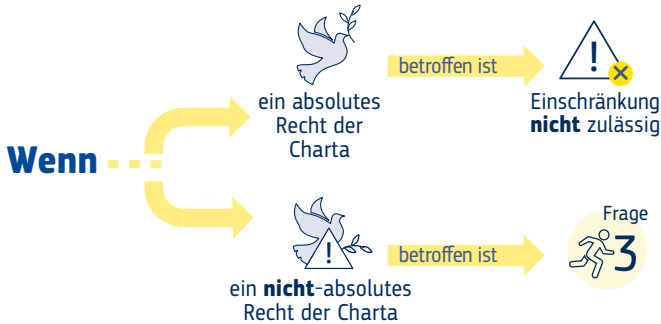 Wenn
ein absolutes
Recht der
Charta
betroffen ist
!
Einschränkung
nicht zulässig
!
ein nicht-absolutes
Recht der Charta
betroffen ist
Frage
3